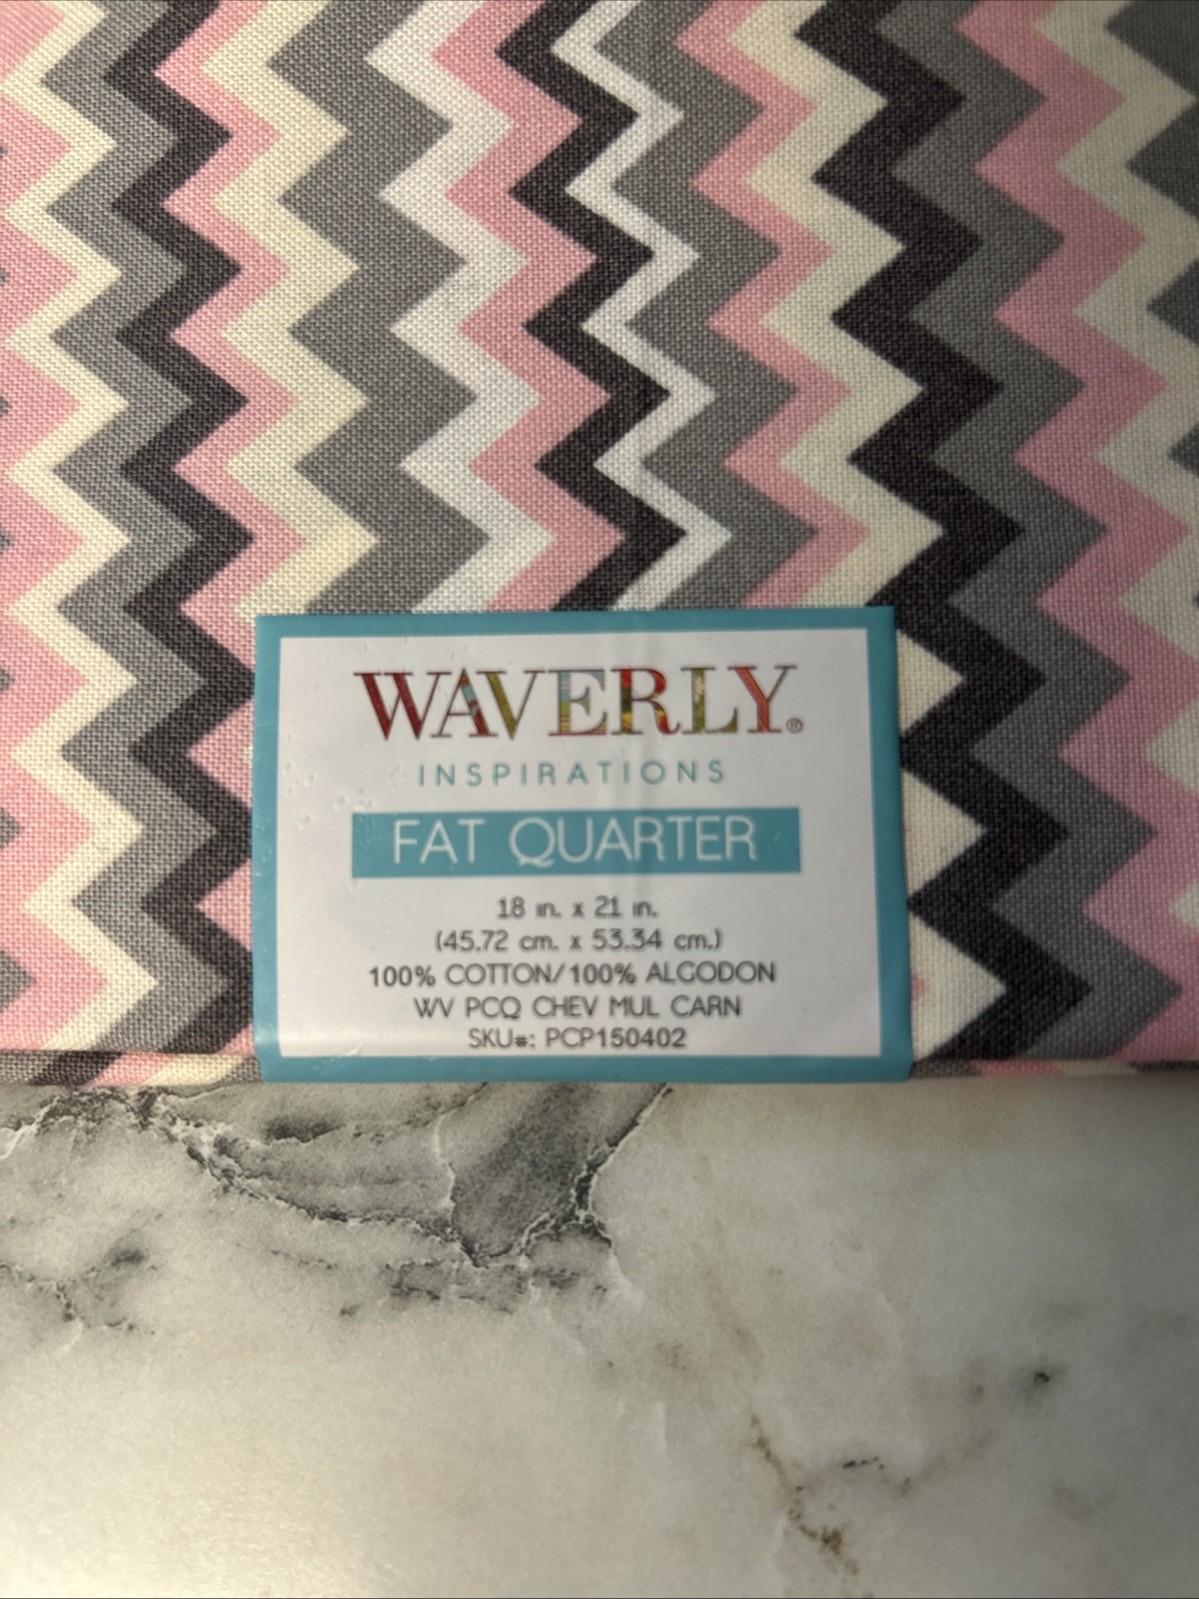 WAVERLY®
INSPIRATIONS
FAT QUARTER
18 in. x 21 in.
(45.72 cm. x 53.34 cm.)
100% COTTON/100% ALGODON
WV PCQ CHEV MUL CARN
SKU#: PCP150402